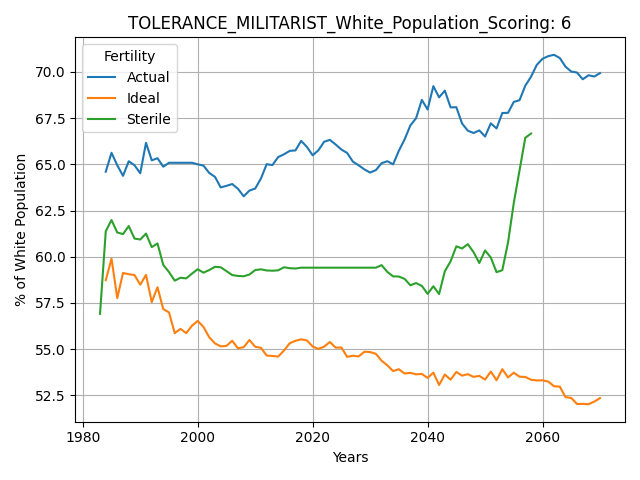 TOLERANCE_MILITARIST_White_Population_Scoring: 6
Fertility
Actual
Ideal
Sterile
% of White Population
70.0
67.5
65.0
62.5
60.0
57.5
55.0
52.5
1980 2000 2020 2040 2060
Years